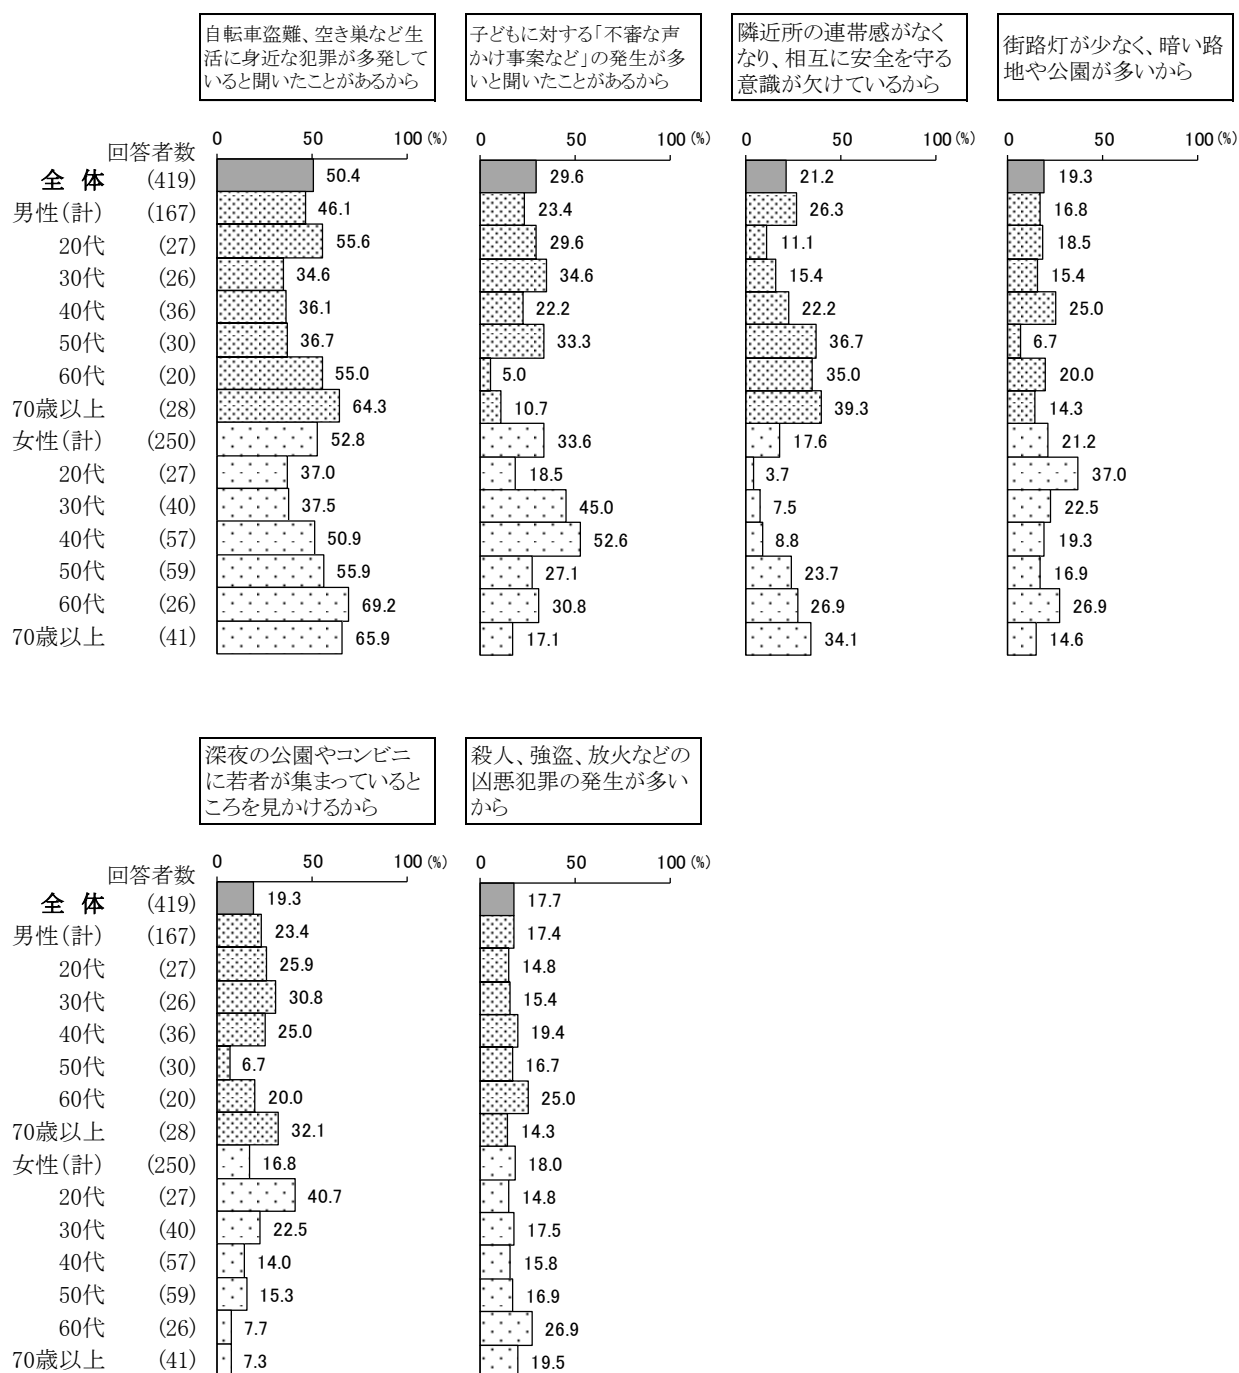 自転車盗難、空き巣など生
活に身近な犯罪が多発して
いると聞いたことがあるから
子どもに対する「不審な声
かけ事案など」の発生が多
いと聞いたことがあるから
隣近所の連帯感がなく
なり、相互に安全を守る
意識が欠けているから
街路灯が少なく、暗い路
地や公園が多いから
0 50 100 (%) 0 50 100 (%) 0 50 100 (%) 0 50 100 (%)
回答者数
全 体 (419) 50.4 29.6 21.2 19.3
男性(計) (167) 46.1 23.4 26.3 16.8
20代 (27) 55.6 29.6 11.1 18.5
30代 (26) 34.6 34.6 15.4 15.4
40代 (36) 36.1 22.2 22.2 25.0
50代 (30) 36.7 33.3 36.7 6.7
60代 (20) 55.0 5.0 35.0 20.0
70歳以上 (28) 64.3 10.7 39.3 14.3
女性(計) (250) 52.8 33.6 17.6 21.2
20代 (27) 37.0 18.5 3.7 37.0
30代 (40) 37.5 45.0 7.5 22.5
40代 (57) 50.9 52.6 8.8 19.3
50代 (59) 55.9 27.1 23.7 16.9
60代 (26) 69.2 30.8 26.9 26.9
70歳以上 (41) 65.9 17.1 34.1 14.6
深夜の公園やコンビニ
に若者が集まっていると
ころを見かけるから
殺人、強盗、放火などの
凶悪犯罪の発生が多い
から
0 50 100 (%) 0 50 100 (%)
回答者数
全 体 (419) 19.3 17.7
男性(計) (167) 23.4 17.4
20代 (27) 25.9 14.8
30代 (26) 30.8 15.4
40代 (36) 25.0 19.4
50代 (30) 6.7 16.7
60代 (20) 20.0 25.0
70歳以上 (28) 32.1 14.3
女性(計) (250) 16.8 18.0
20代 (27) 40.7 14.8
30代 (40) 22.5 17.5
40代 (57) 14.0 15.8
50代 (59) 15.3 16.9
60代 (26) 7.7 26.9
70歳以上 (41) 7.3 19.5